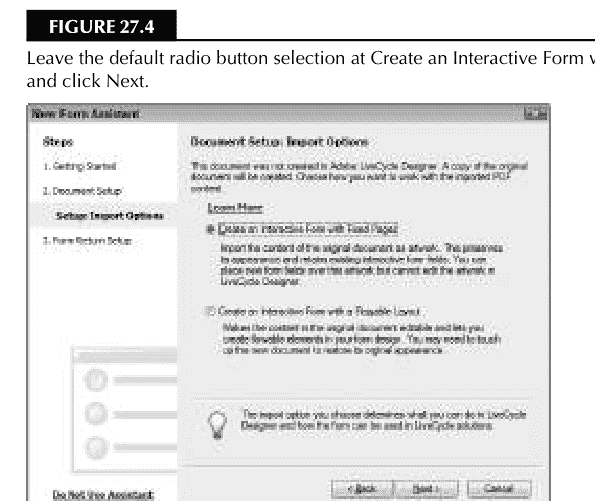 FIGURE 27.4
Leave the default radio button selection at Create an Interactive Form
and click Next.
New Form Assistant
Steps
Document Setup: Import Options
1. Getting Started
This document was not created in Adobe LiveCycle Designer. A copy of the original
document will be created. Choose how you want to work with the imported PDF
content.
2. Document Setup
Setup: Import Options
Learn More
Create an Interactive Form with Fixed Pages
3. Form Return Setup
Import the content of the original document as artwork. This preserves
its appearance and retains existing interactive form fields. You can
place new form fields over this artwork but cannot edit the artwork in
LiveCycle Designer.
Create an Interactive Form with a Flowable Layout
Makes the content in the original document editable and lets you
create flowable elements in your form design. You may need to touch
up the new document to restore its original appearance.
The import option you choose determines what you can do in LiveCycle
Designer and how the form can be used in LiveCycle solutions.
< Back Next > Cancel
Do Not Use Assistant